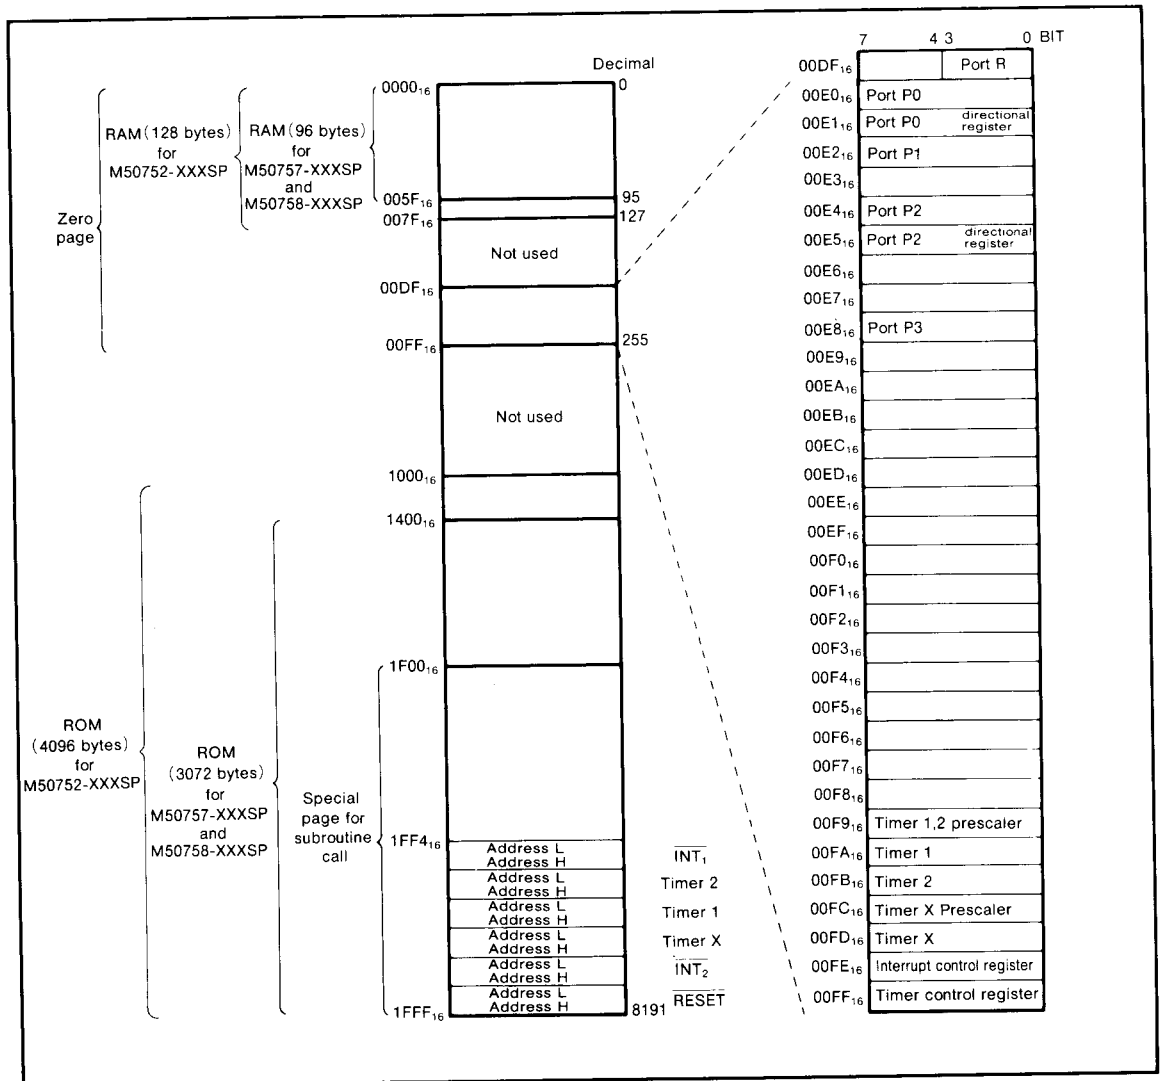 Decimal
0000₁₆
0
RAM (128 bytes)
for
M50752-XXXSP
RAM (96 bytes)
for
M50757-XXXSP
and
M50758-XXXSP
005F₁₆
95
007F₁₆
127
Zero
page
Not used
00DF₁₆
00FF₁₆
255
Not used
1000₁₆
1400₁₆
1F00₁₆
ROM
(4096 bytes)
for
M50752-XXXSP
ROM
(3072 bytes)
for
M50757-XXXSP
and
M50758-XXXSP
Special
page for
subroutine
call
1FF4₁₆
Address L
Address H
INT₁
Address L
Address H
Timer 2
Address L
Address H
Timer 1
Address L
Address H
Timer X
Address L
Address H
INT₂
Address L
Address H
RESET
1FFF₁₆
8191
7 4 3 0 BIT
00DF₁₆ Port R
00E0₁₆ Port P0
00E1₁₆ Port P0 directional
register
00E2₁₆ Port P1
00E3₁₆
00E4₁₆ Port P2
00E5₁₆ Port P2 directional
register
00E6₁₆
00E7₁₆
00E8₁₆ Port P3
00E9₁₆
00EA₁₆
00EB₁₆
00EC₁₆
00ED₁₆
00EE₁₆
00EF₁₆
00F0₁₆
00F1₁₆
00F2₁₆
00F3₁₆
00F4₁₆
00F5₁₆
00F6₁₆
00F7₁₆
00F8₁₆
00F9₁₆ Timer 1,2 prescaler
00FA₁₆ Timer 1
00FB₁₆ Timer 2
00FC₁₆ Timer X Prescaler
00FD₁₆ Timer X
00FE₁₆ Interrupt control register
00FF₁₆ Timer control register